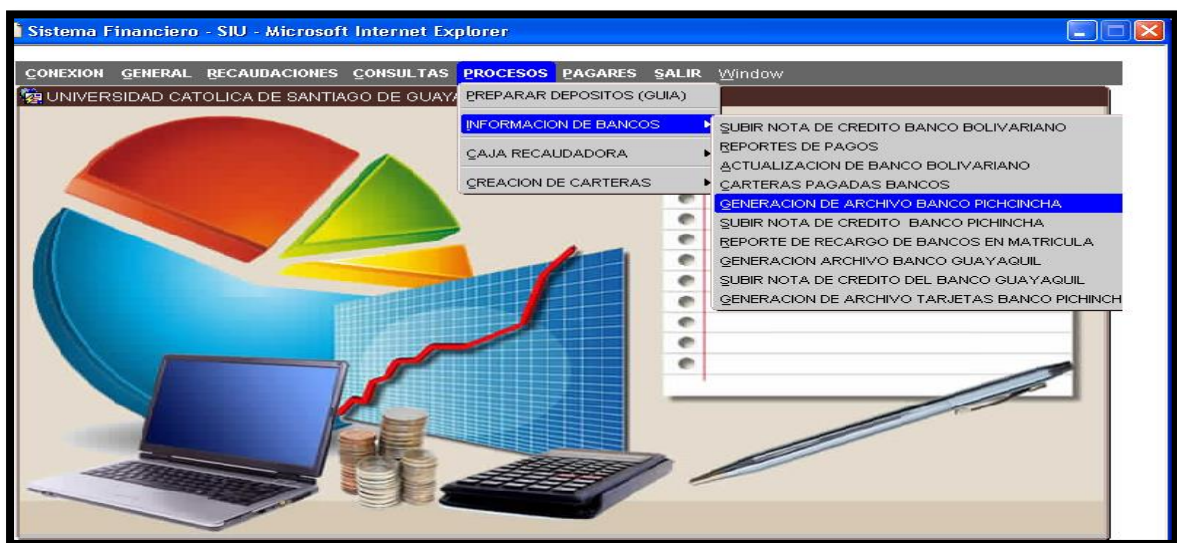 Sistema Financiero - SIU - Microsoft Internet Explorer
CONEXION GENERAL RECAUDACIONES CONSULTAS PROCESOS PAGARES SALIR Window
UNIVERSIDAD CATOLICA DE SANTIAGO DE GUAYA
PREPARAR DEPOSITOS (GUIA)
INFORMACION DE BANCOS
CAJA RECAUDADORA
CREACION DE CARTERAS
SUBIR NOTA DE CREDITO BANCO BOLIVARIANO
REPORTES DE PAGOS
ACTUALIZACION DE BANCO BOLIVARIANO
CARTERAS PAGADAS BANCOS
GENERACION DE ARCHIVO BANCO PICHCINCHA
SUBIR NOTA DE CREDITO BANCO PICHINCHA
REPORTE DE RECARGO DE BANCOS EN MATRICULA
GENERACION ARCHIVO BANCO GUAYAQUIL
SUBIR NOTA DE CREDITO DEL BANCO GUAYAQUIL
GENERACION DE ARCHIVO TARJETAS BANCO PICHINCH